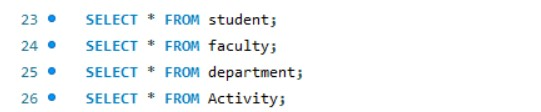 23 SELECT * FROM student;
24 SELECT * FROM faculty;
25 SELECT * FROM department;
26 SELECT * FROM Activity;